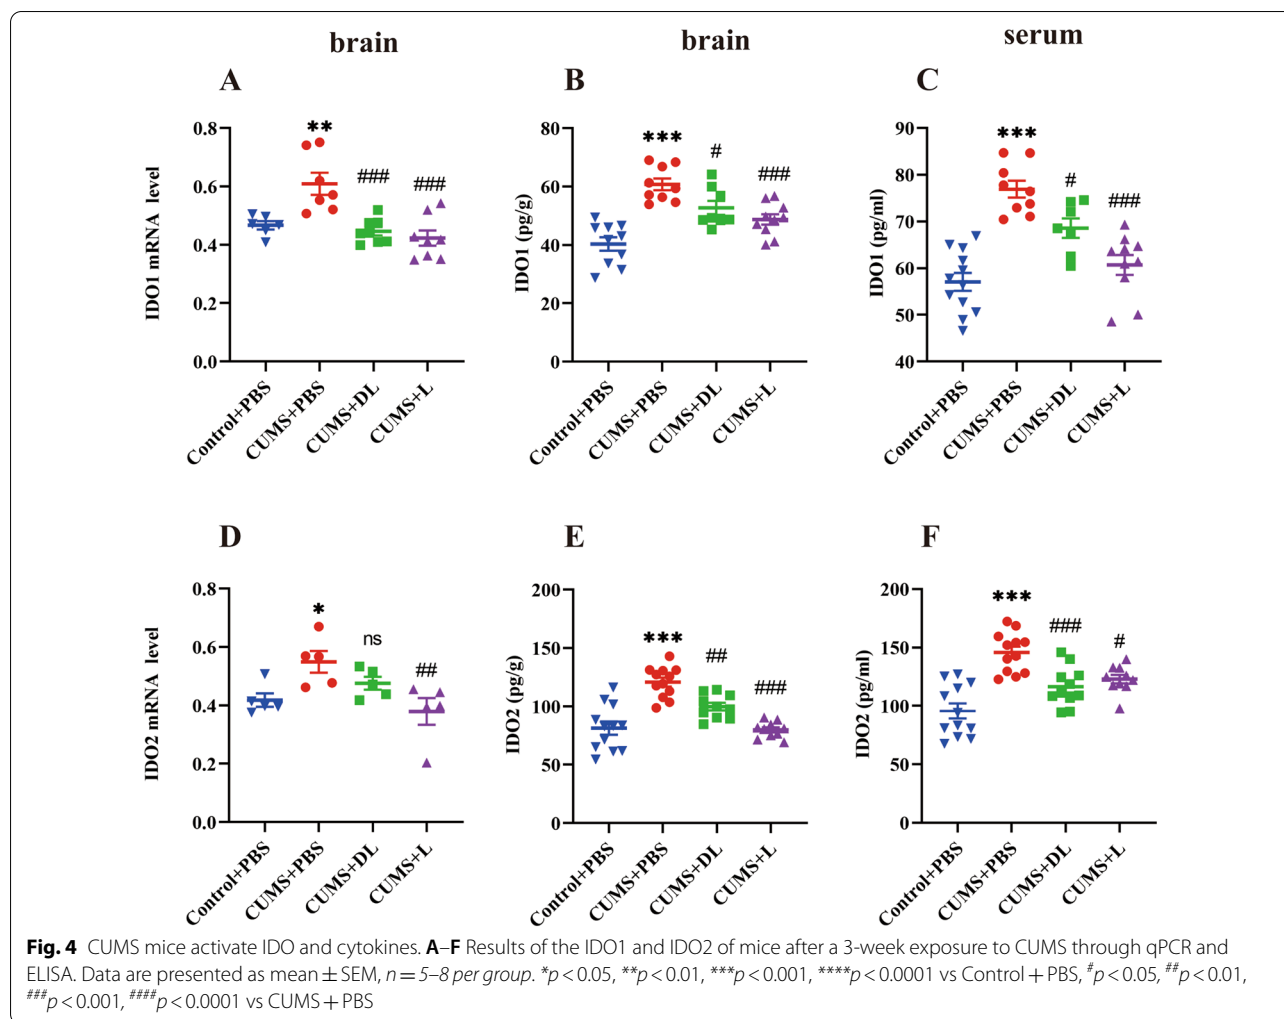 brain
brain
serum
A
B
C
0.8
0.6
0.4
0.2
0.0
IDO1 mRNA level
**
###
###
Control+PBS
CUMS+PBS
CUMS+DL
CUMS+L
80
60
40
20
0
IDO1 (pg/g)
***
#
###
Control+PBS
CUMS+PBS
CUMS+DL
CUMS+L
90
80
70
60
50
40
IDO1 (pg/ml)
***
#
###
Control+PBS
CUMS+PBS
CUMS+DL
CUMS+L
D
E
F
0.8
0.6
0.4
0.2
0.0
IDO2 mRNA level
*
ns
##
Control+PBS
CUMS+PBS
CUMS+DL
CUMS+L
200
150
100
50
0
IDO2 (pg/g)
***
##
###
Control+PBS
CUMS+PBS
CUMS+DL
CUMS+L
200
150
100
50
0
IDO2 (pg/ml)
***
###
#
Control+PBS
CUMS+PBS
CUMS+DL
CUMS+L
Fig. 4 CUMS mice activate IDO and cytokines. A–F Results of the IDO1 and IDO2 of mice after a 3-week exposure to CUMS through qPCR and
ELISA. Data are presented as mean ± SEM, n = 5–8 per group. *p < 0.05, **p < 0.01, ***p < 0.001, ****p < 0.0001 vs Control + PBS, #p < 0.05, ##p < 0.01,
###p < 0.001, ####p < 0.0001 vs CUMS + PBS